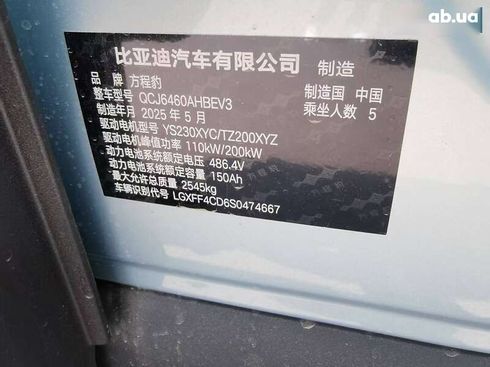 ab.ua
比亚迪汽车有限公司 制造
品牌 方程豹
整车型号 QCJ6460AHBEV3 制造国 中国
制造年月 2025 年 5 月 乘坐人数 5
驱动电机型号 YS230XYC/TZ200XYZ
驱动电机峰值功率 110kW/200kW
动力电池系统额定电压 486.4V
动力电池系统额定容量 150Ah
最大允许总质量 2545kg
车辆识别代号 LGXFF4CD6S0474667